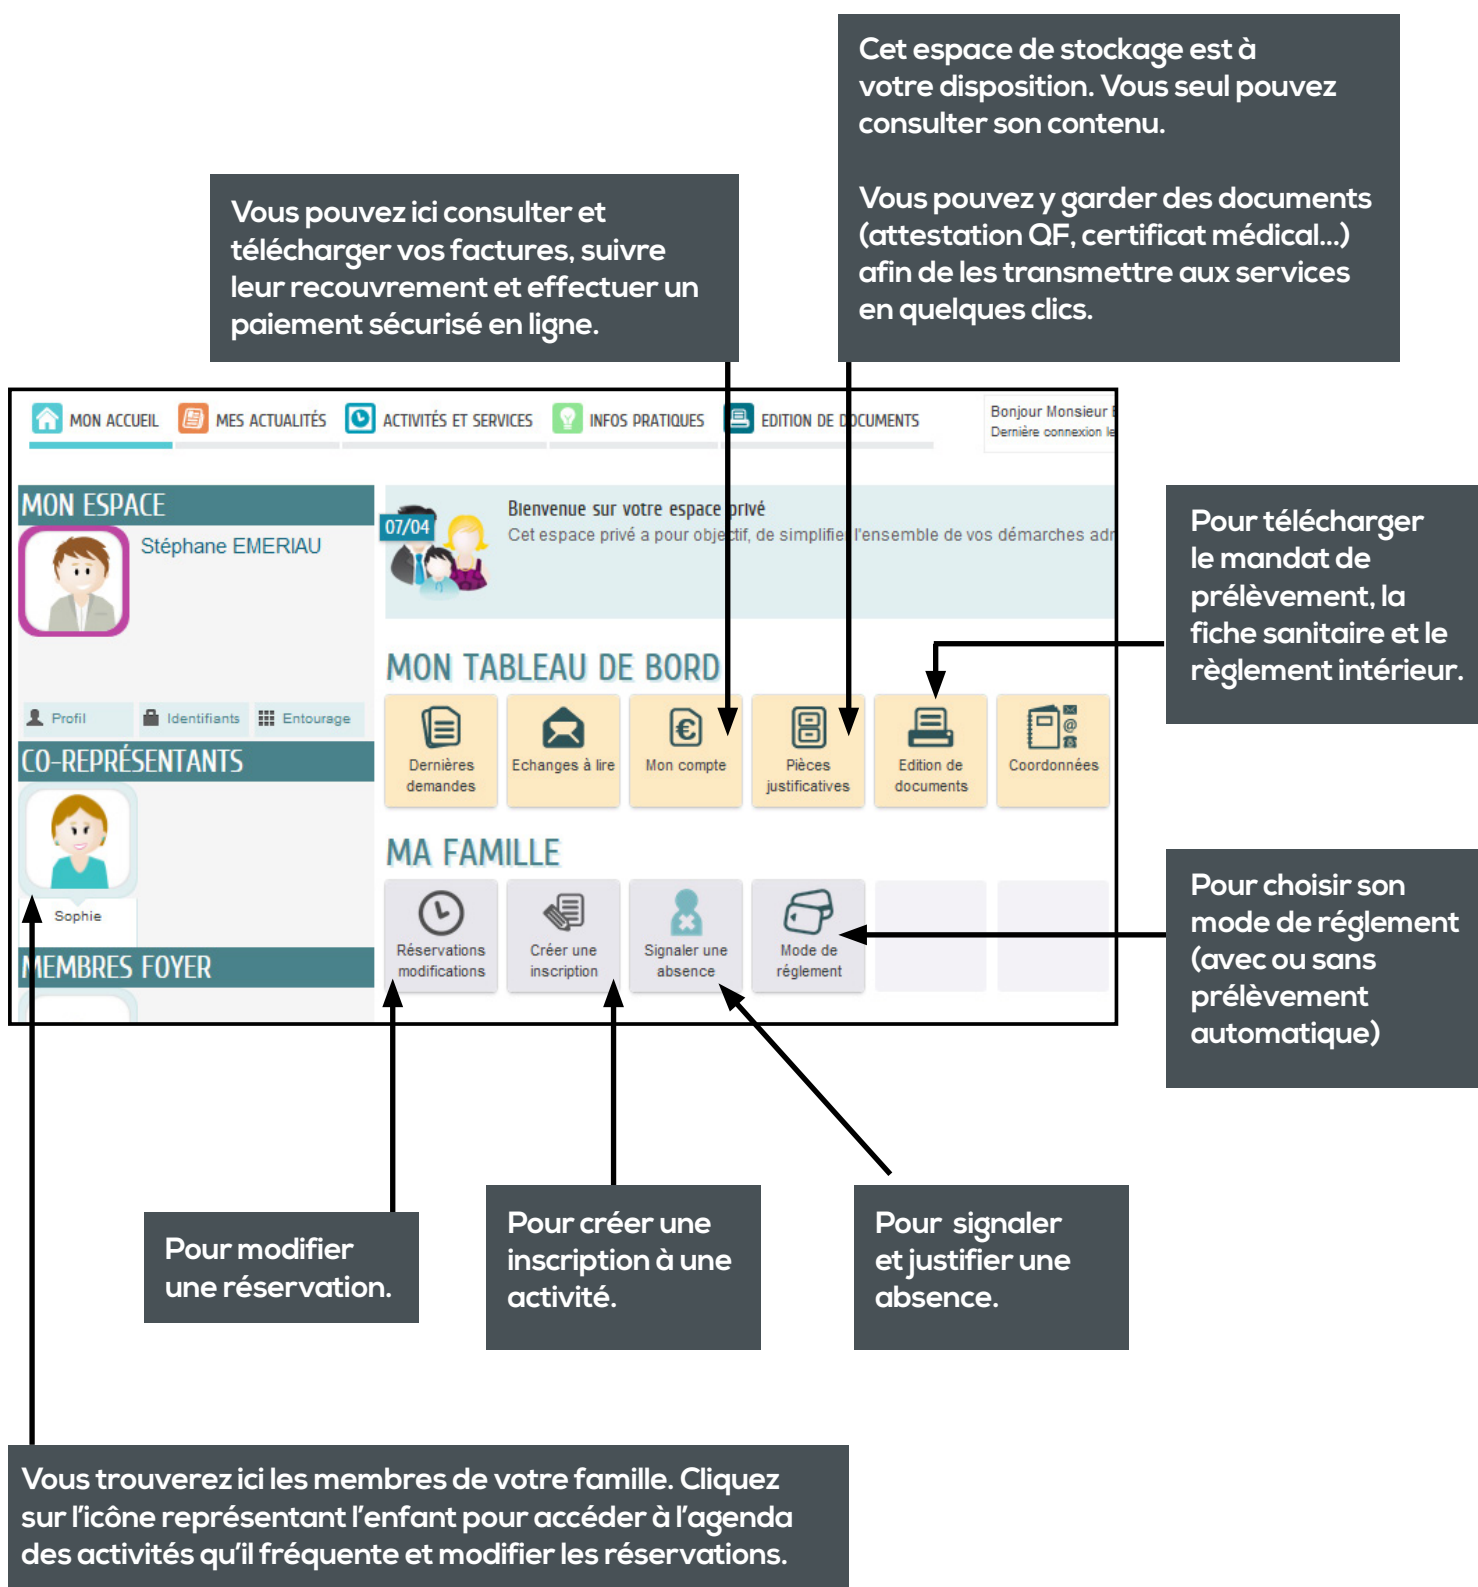 Cet espace de stockage est à
votre disposition. Vous seul pouvez
consulter son contenu.
Vous pouvez y garder des documents
(attestation QF, certificat médical...)
afin de les transmettre aux services
en quelques clics.
Vous pouvez ici consulter et
télécharger vos factures, suivre
leur recouvrement et effectuer un
paiement sécurisé en ligne.
MON ACCUEIL MES ACTUALITÉS ACTIVITÉS ET SERVICES INFOS PRATIQUES EDITION DE DOCUMENTS
Bonjour Monsieur
Dernière connexion le
MON ESPACE
Stéphane EMERIAU
Profil Identifiants Entourage
CO-REPRÉSENTANTS
Sophie
MEMBRES FOYER
07/04
Bienvenue sur votre espace privé
Cet espace privé a pour objectif, de simplifier l'ensemble de vos démarches adr
MON TABLEAU DE BORD
Dernières
demandes
Echanges à lire
Mon compte
Pièces
justificatives
Edition de
documents
Coordonnées
MA FAMILLE
Réservations
modifications
Créer une
inscription
Signaler une
absence
Mode de
réglement
Pour télécharger
le mandat de
prélèvement, la
fiche sanitaire et le
règlement intérieur.
Pour choisir son
mode de réglement
(avec ou sans
prélèvement
automatique)
Pour modifier
une réservation.
Pour créer une
inscription à une
activité.
Pour signaler
et justifier une
absence.
Vous trouverez ici les membres de votre famille. Cliquez
sur l'icône représentant l'enfant pour accéder à l'agenda
des activités qu'il fréquente et modifier les réservations.